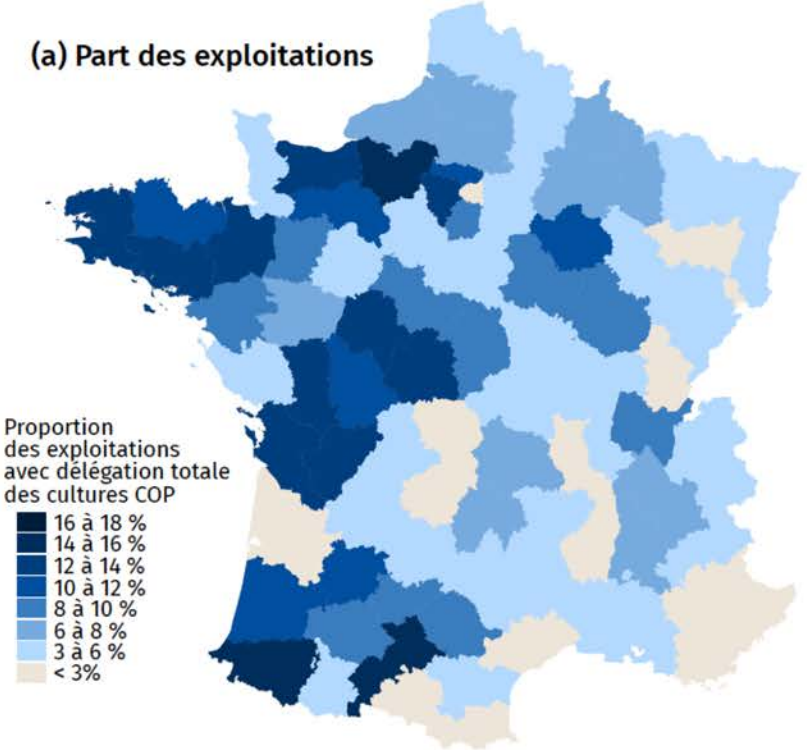 (a) Part des exploitations
Proportion
des exploitations
avec délégation totale
des cultures COP
16 à 18 %
14 à 16 %
12 à 14 %
10 à 12 %
8 à 10 %
6 à 8 %
3 à 6 %
< 3%